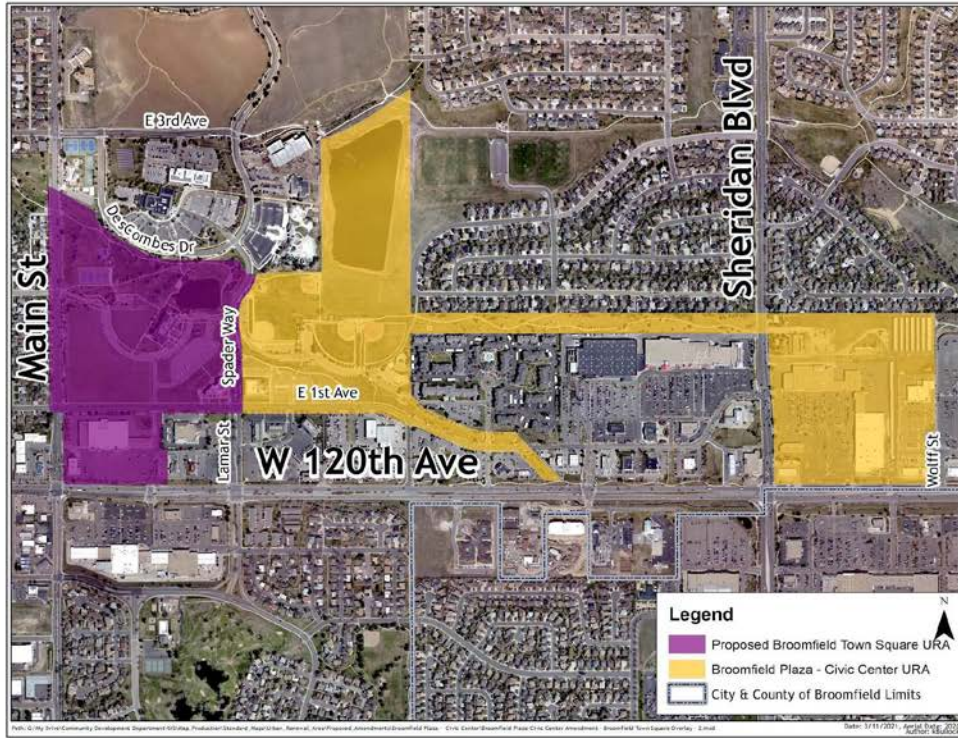 E 3rd Ave
DesCombes Dr
Main St
Spader Way
Sheridan Blvd
E 1st Ave
Lamar St
W 120th Ave
Wolff St
Legend
N
Proposed Broomfield Town Square URA
Broomfield Plaza - Civic Center URA
City & County of Broomfield Limits